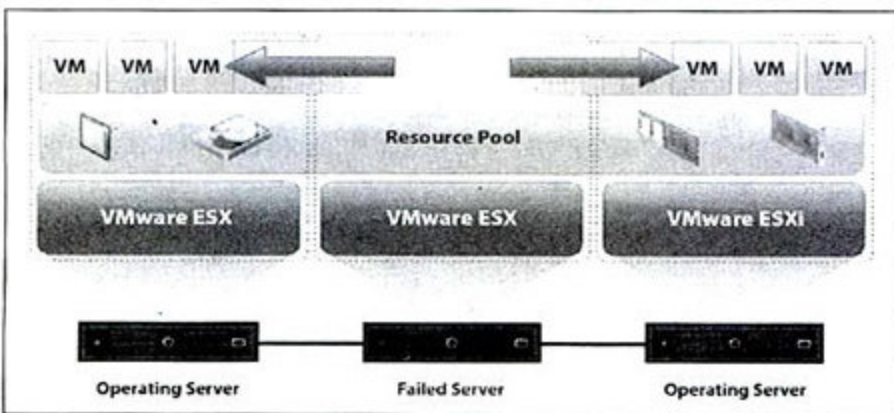 VM VM VM VM VM VM
Resource Pool
VMware ESX VMware ESX VMware ESXi
Operating Server Failed Server Operating Server